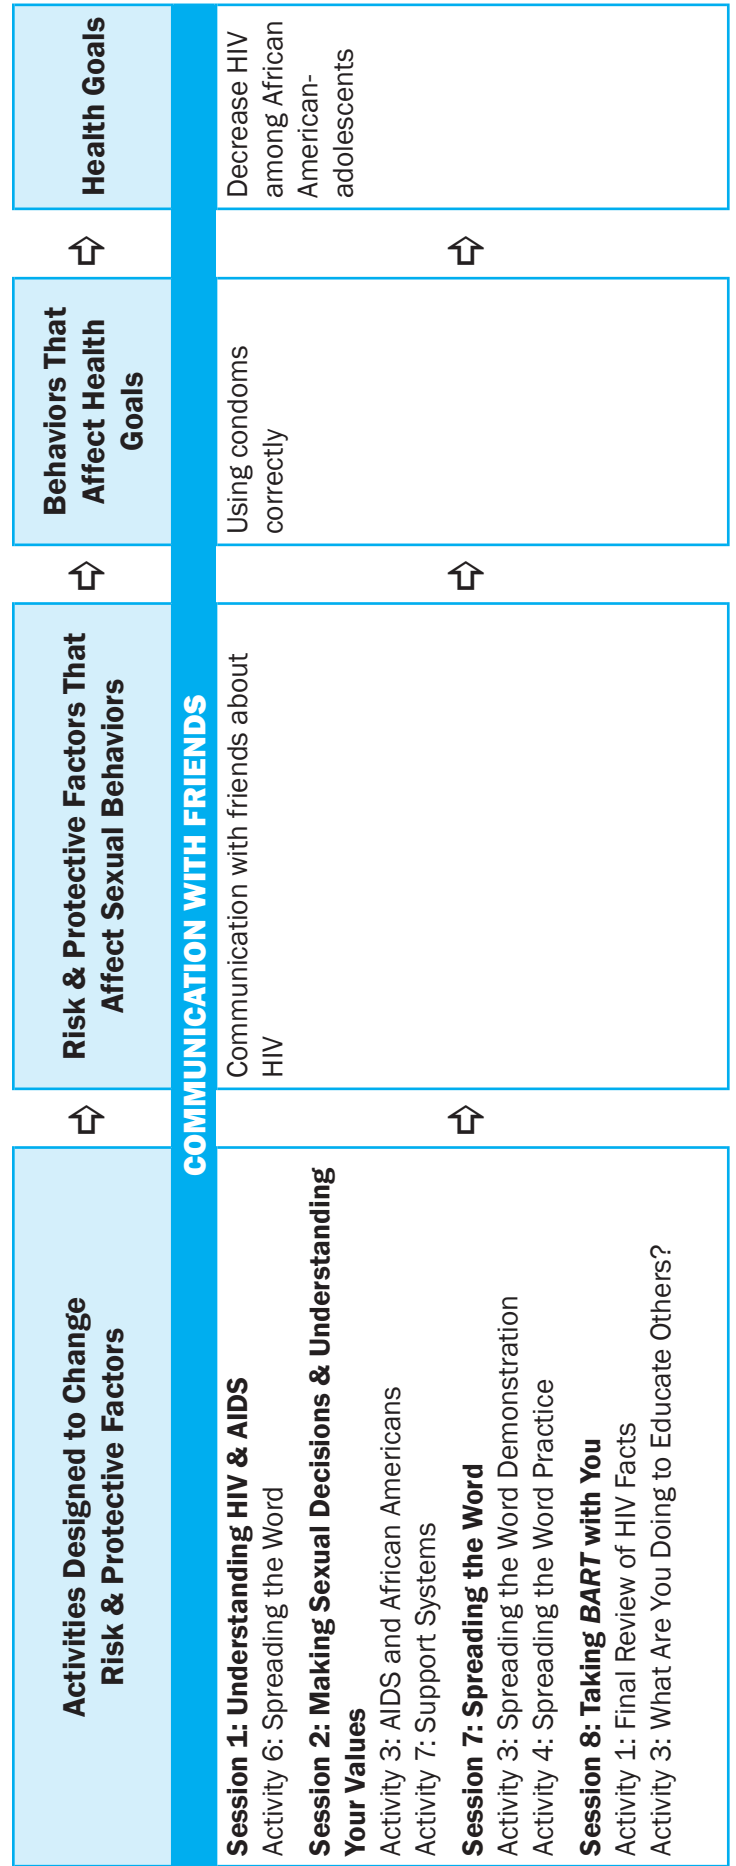 Activities Designed to Change
Risk & Protective Factors
Risk & Protective Factors That
Affect Sexual Behaviors
Behaviors That
Affect Health
Goals
Health Goals
COMMUNICATION WITH FRIENDS
Session 1: Understanding HIV & AIDS
Activity 6: Spreading the Word
Session 2: Making Sexual Decisions & Understanding
Your Values
Activity 3: AIDS and African Americans
Activity 7: Support Systems
Session 7: Spreading the Word
Activity 3: Spreading the Word Demonstration
Activity 4: Spreading the Word Practice
Session 8: Taking BART with You
Activity 1: Final Review of HIV Facts
Activity 3: What Are You Doing to Educate Others?
Communication with friends about
HIV
Using condoms
correctly
Decrease HIV
among African
American-
adolescents